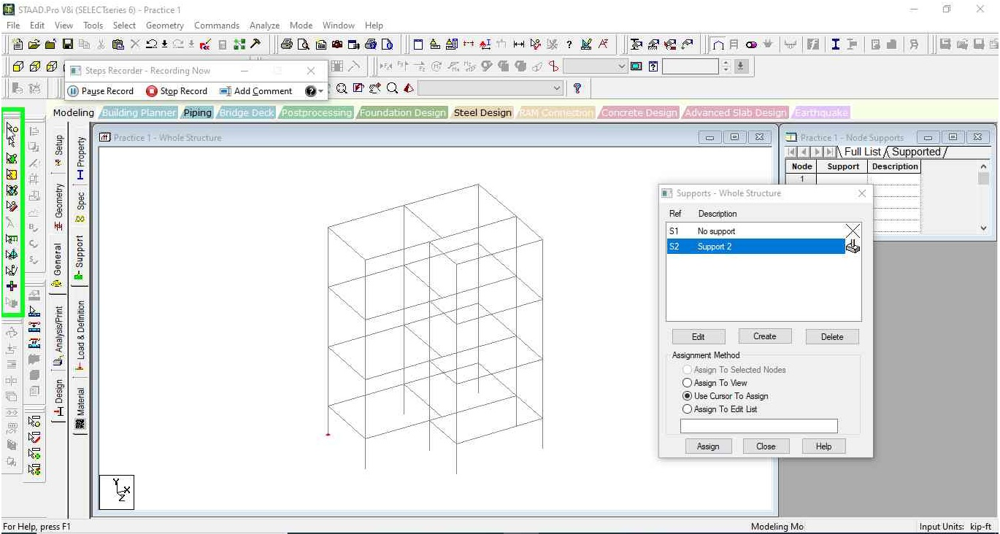 STAAD.Pro V8i (SELECTseries 6) - Practice 1
File Edit View Tools Select Geometry Commands Analyze Mode Window Help
Steps Recorder - Recording Now
Pause Record Stop Record Add Comment
Modeling Building Planner Piping Bridge Deck Postprocessing Foundation Design Steel Design RAM Connection Concrete Design Advanced Slab Design Earthquake
Setup
Geometry
General
Analysis/Print
Design
Property
Spec
Support
Load & Definition
Material
Practice 1 - Whole Structure
Y
X
Z
Practice 1 - Node Supports
Full List Supported
Node Support Description
1
Supports - Whole Structure
Ref Description
S1 No support
S2 Support 2
Edit Create Delete
Assignment Method
Assign To Selected Nodes
Assign To View
Use Cursor To Assign
Assign To Edit List
Assign Close Help
For Help, press F1 Modeling Mo Input Units: kip-ft